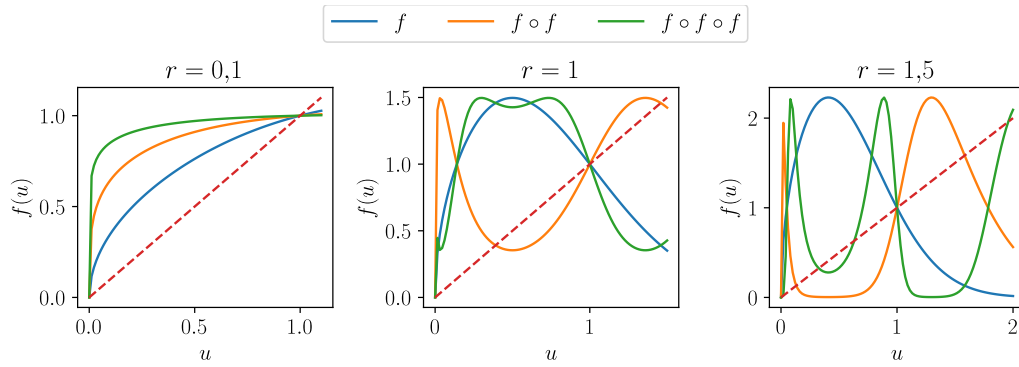 f f ∘ f f ∘ f ∘ f
r = 0,1
f(u)
1.0
0.5
0.0
0.0 0.5 1.0
u
r = 1
f(u)
1.5
1.0
0.5
0.0
0 1
u
r = 1,5
f(u)
2
1
0
0 1 2
u